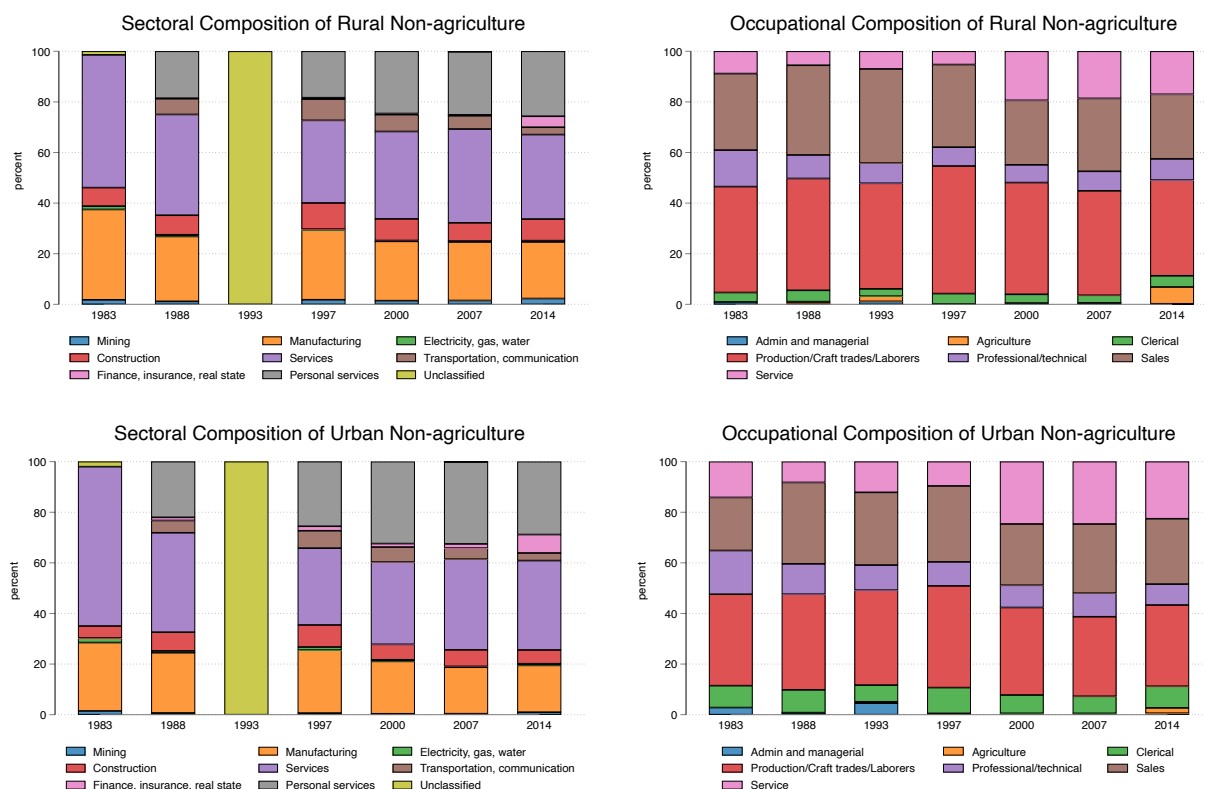 Sectoral Composition of Rural Non-agriculture
100
80
60
40
20
0
percent
1983 1988 1993 1997 2000 2007 2014
Mining Manufacturing Electricity, gas, water
Construction Services Transportation, communication
Finance, insurance, real state Personal services Unclassified
Occupational Composition of Rural Non-agriculture
100
80
60
40
20
0
percent
1983 1988 1993 1997 2000 2007 2014
Admin and managerial Agriculture Clerical
Production/Craft trades/Laborers Professional/technical Sales
Service
Sectoral Composition of Urban Non-agriculture
100
80
60
40
20
0
percent
1983 1988 1993 1997 2000 2007 2014
Mining Manufacturing Electricity, gas, water
Construction Services Transportation, communication
Finance, insurance, real state Personal services Unclassified
Occupational Composition of Urban Non-agriculture
100
80
60
40
20
0
percent
1983 1988 1993 1997 2000 2007 2014
Admin and managerial Agriculture Clerical
Production/Craft trades/Laborers Professional/technical Sales
Service